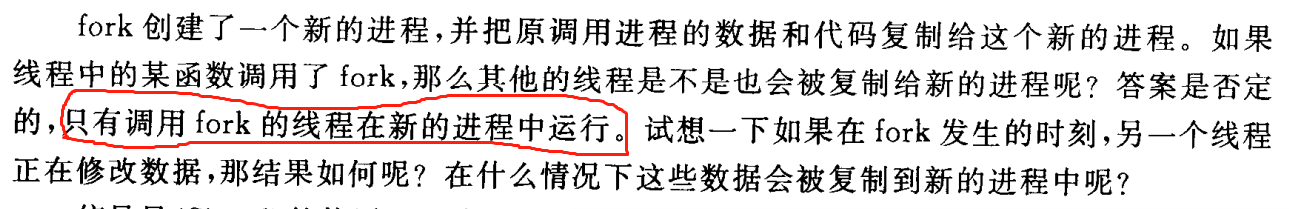 fork 创建了一个新的进程,并把原调用进程的数据和代码复制给这个新的进程。如果
线程中的某函数调用了 fork,那么其他的线程是不是也会被复制给新的进程呢? 答案是否定
的,只有调用 fork 的线程在新的进程中运行。试想一下如果在 fork 发生的时刻,另一个线程
正在修改数据,那结果如何呢? 在什么情况下这些数据会被复制到新的进程中呢?